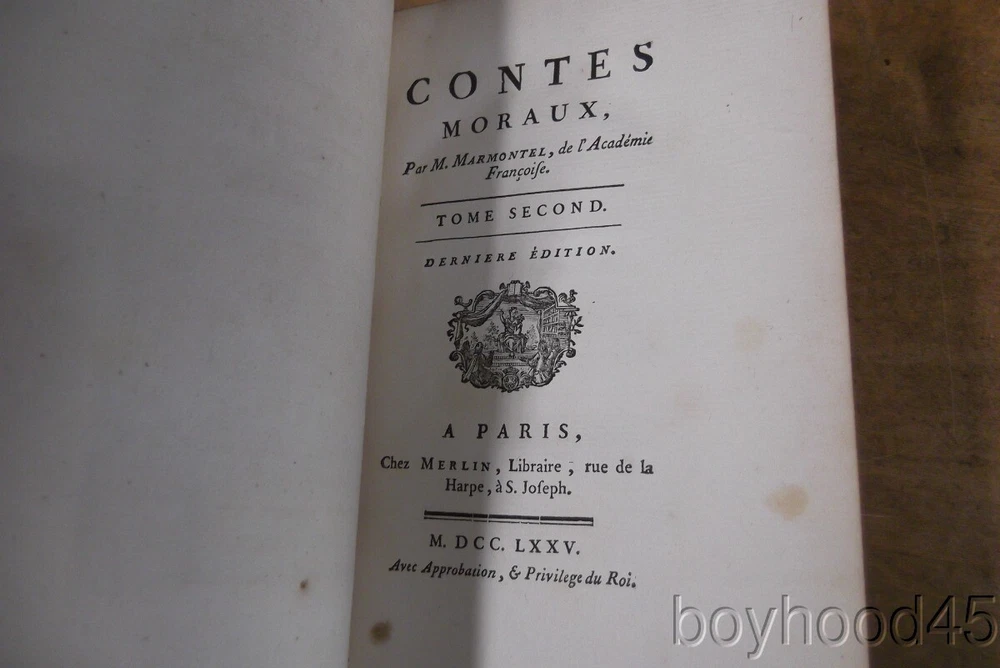 CONTES
MORAUX,
Par M. MARMONTEL, de l'Académie
Françoiſe.
TOME SECOND.
DERNIERE ÉDITION.
A PARIS,
Chez MERLIN, Libraire, rue de la
Harpe, à S. Joſeph.
M. DCC. LXXV.
Avec Approbation, & Privilege du Roi.
boyhood45